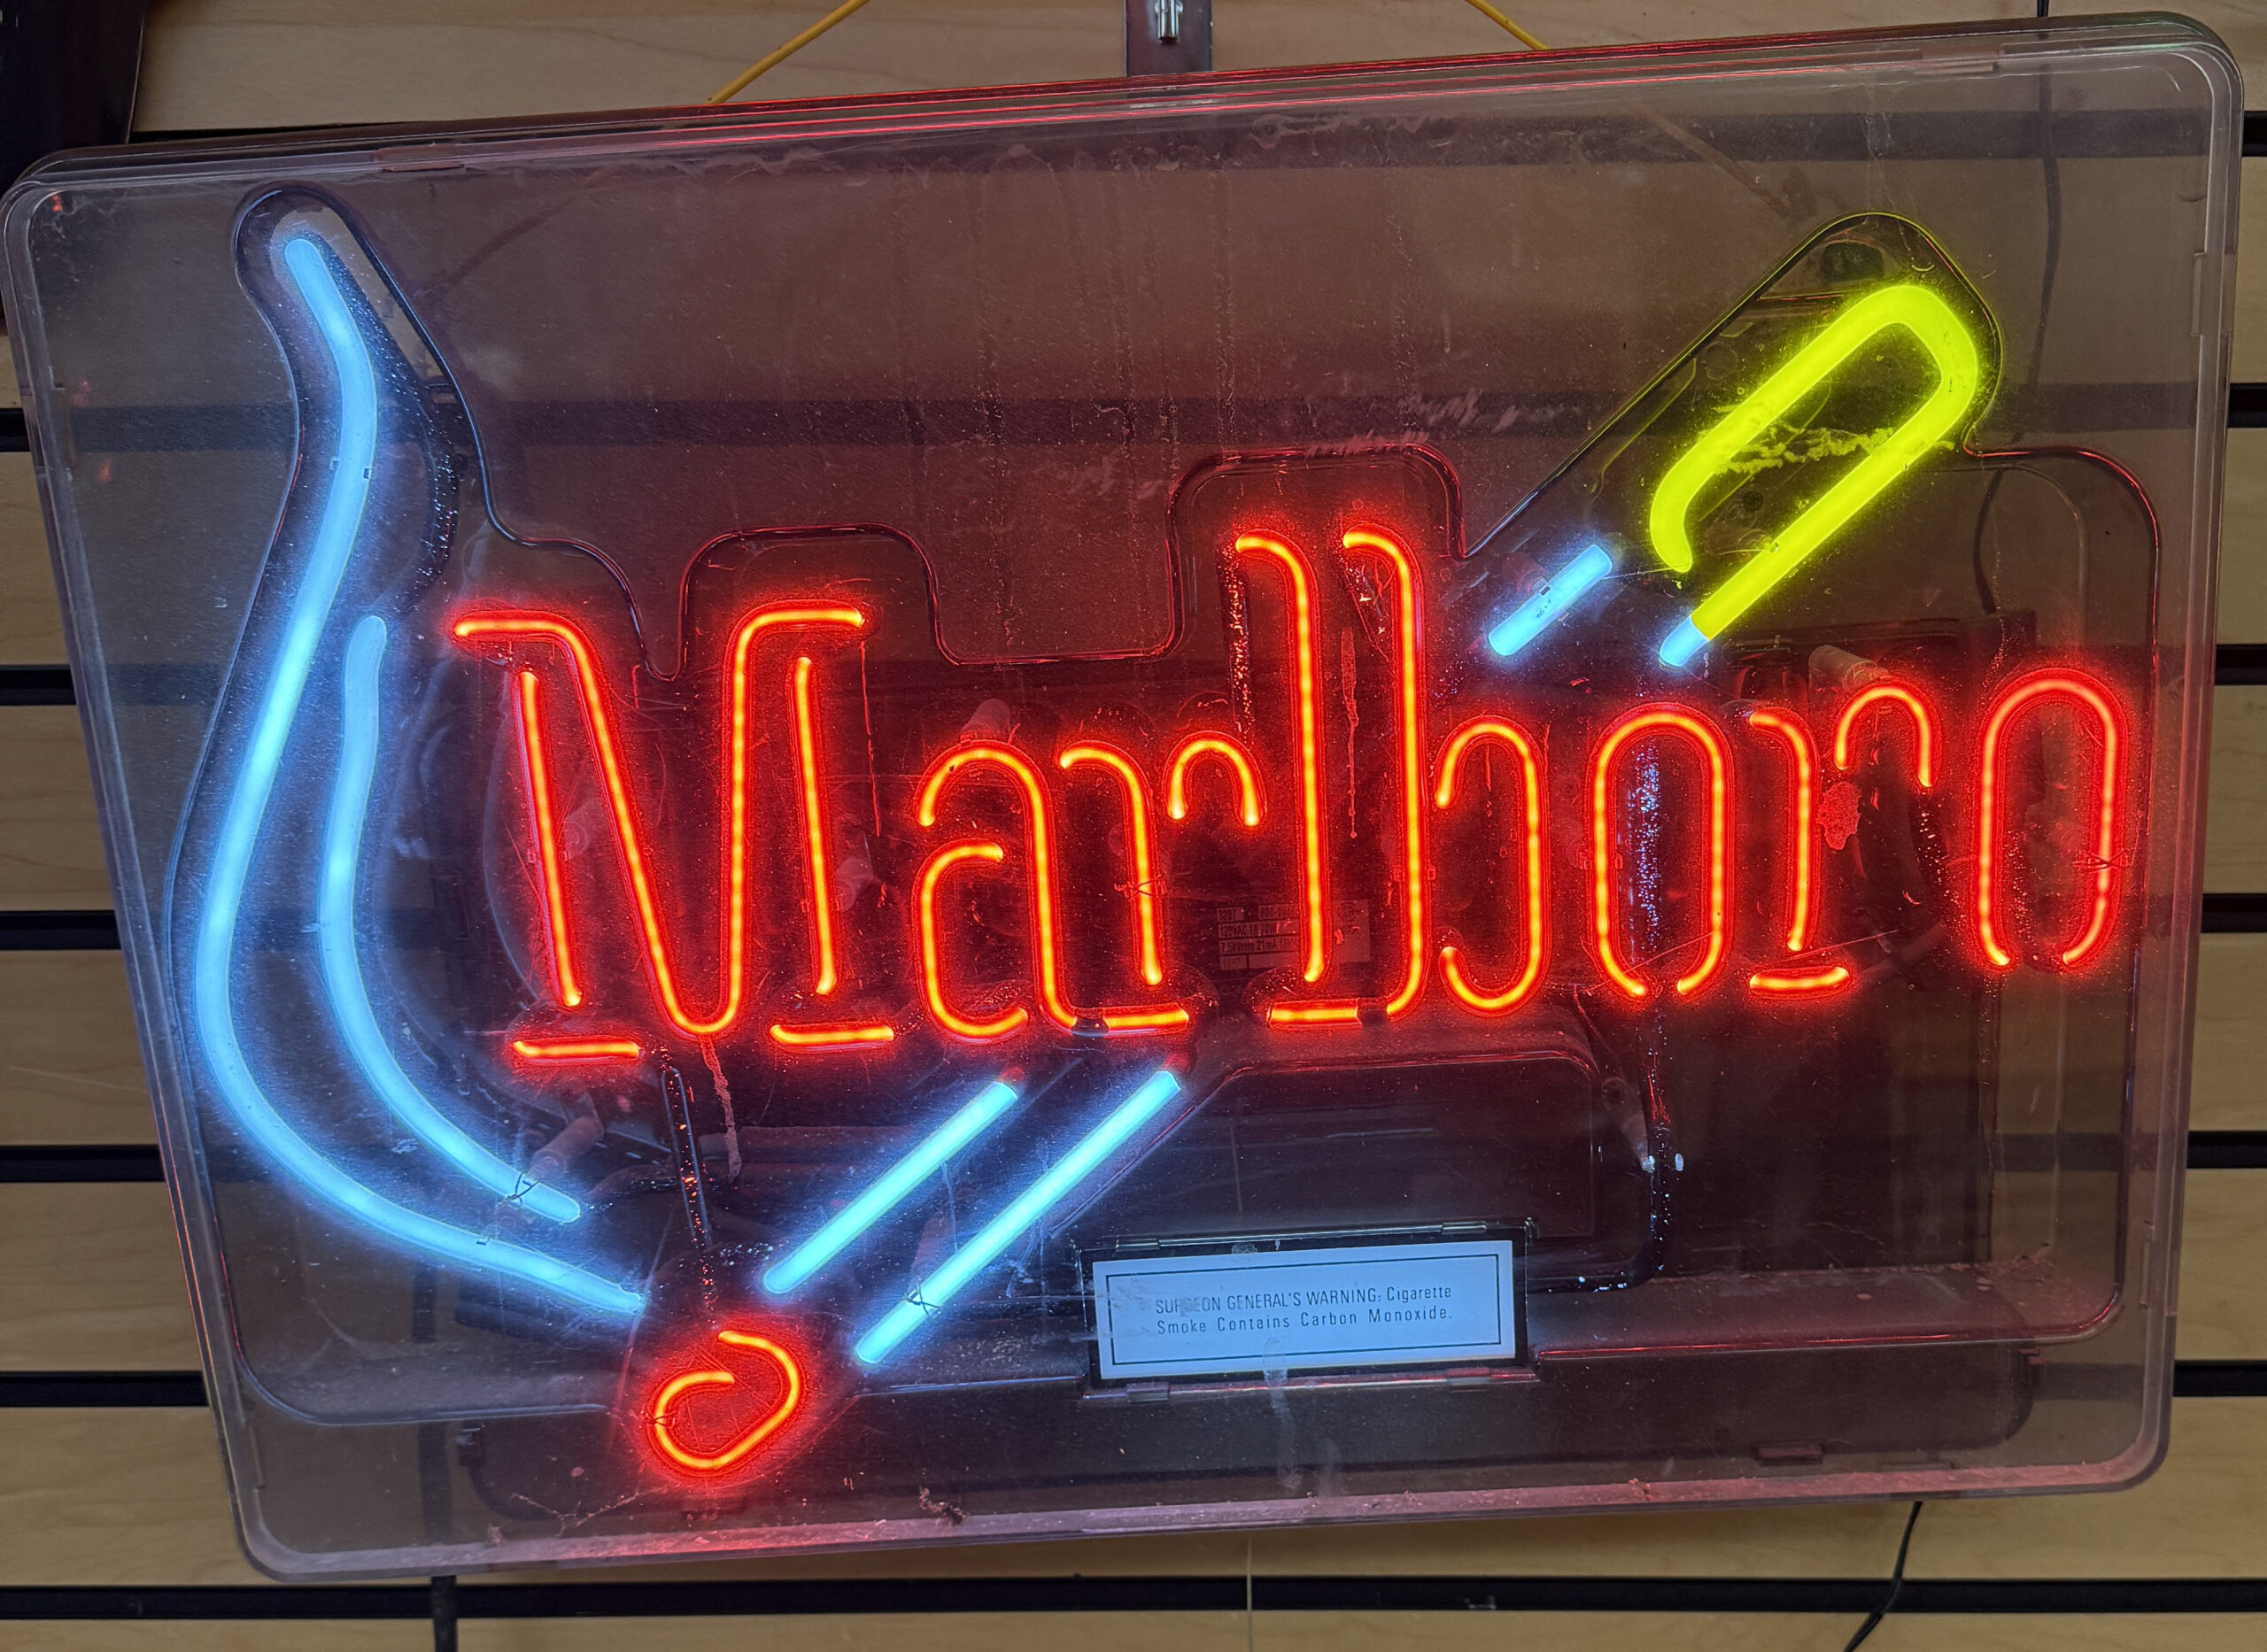 Marlboro
SURGEON GENERAL'S WARNING: Cigarette
Smoke Contains Carbon Monoxide.